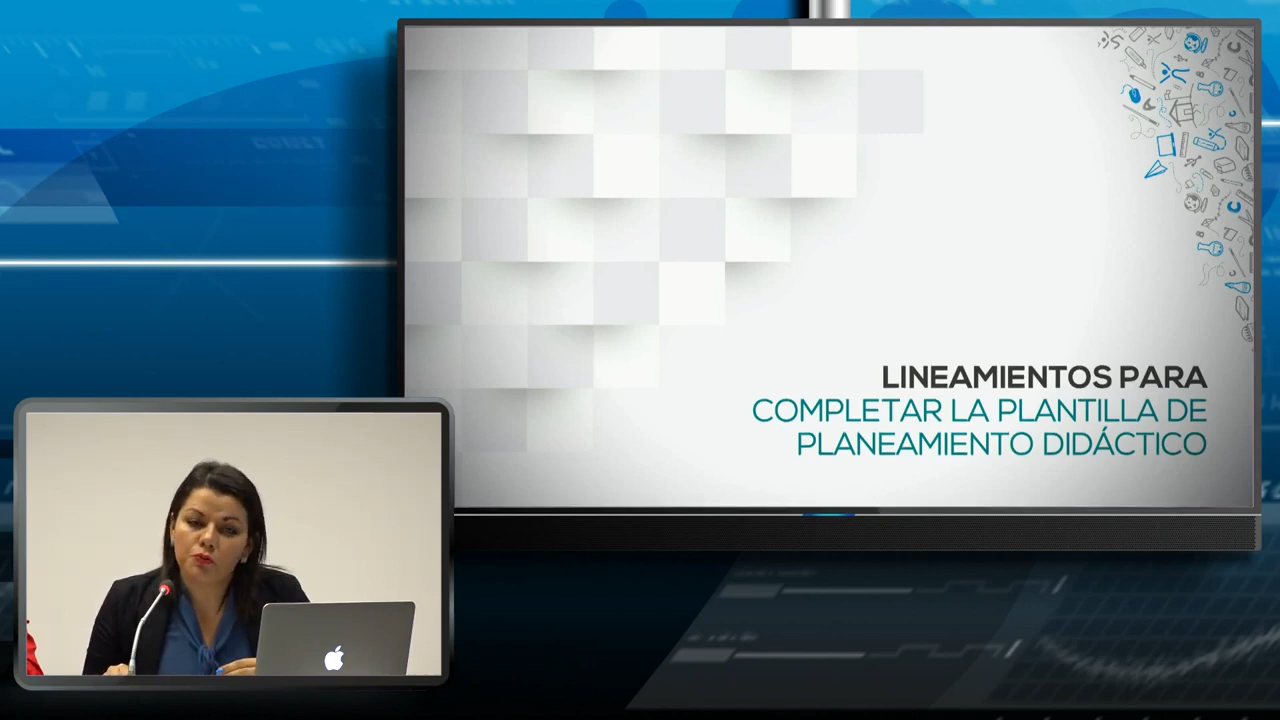 LINEAMIENTOS PARA
COMPLETAR LA PLANTILLA DE
PLANEAMIENTO DIDÁCTICO